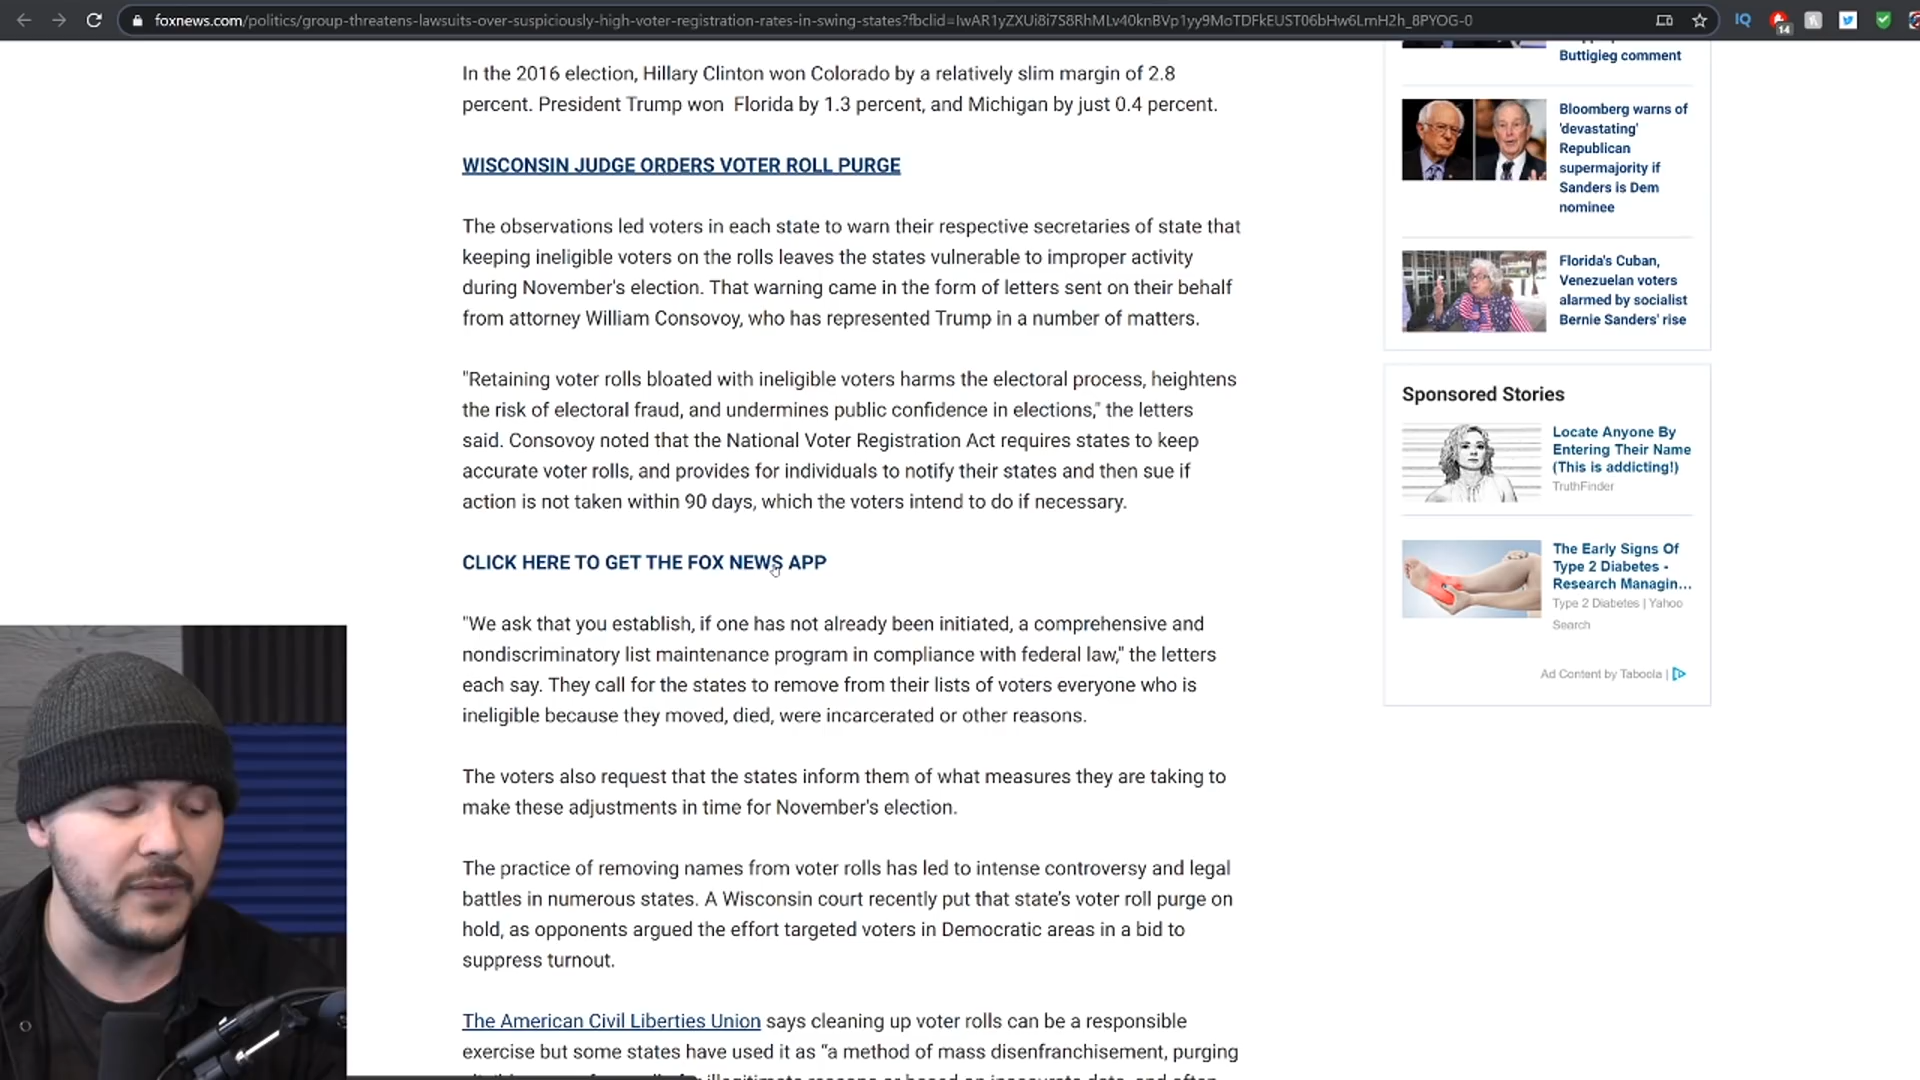 foxnews.com/politics/group-threatens-lawsuits-over-suspiciously-high-voter-registration-rates-in-swing-states?fbclid=IwAR1yZXUi8i7S8RhMLv40knBVp1yy9MoTDFkEUST06bHw6LmH2h_8PYOG-0
IQ
14
In the 2016 election, Hillary Clinton won Colorado by a relatively slim margin of 2.8
percent. President Trump won Florida by 1.3 percent, and Michigan by just 0.4 percent.
WISCONSIN JUDGE ORDERS VOTER ROLL PURGE
The observations led voters in each state to warn their respective secretaries of state that
keeping ineligible voters on the rolls leaves the states vulnerable to improper activity
during November's election. That warning came in the form of letters sent on their behalf
from attorney William Consovoy, who has represented Trump in a number of matters.
"Retaining voter rolls bloated with ineligible voters harms the electoral process, heightens
the risk of electoral fraud, and undermines public confidence in elections," the letters
said. Consovoy noted that the National Voter Registration Act requires states to keep
accurate voter rolls, and provides for individuals to notify their states and then sue if
action is not taken within 90 days, which the voters intend to do if necessary.
CLICK HERE TO GET THE FOX NEWS APP
"We ask that you establish, if one has not already been initiated, a comprehensive and
nondiscriminatory list maintenance program in compliance with federal law," the letters
each say. They call for the states to remove from their lists of voters everyone who is
ineligible because they moved, died, were incarcerated or other reasons.
The voters also request that the states inform them of what measures they are taking to
make these adjustments in time for November's election.
The practice of removing names from voter rolls has led to intense controversy and legal
battles in numerous states. A Wisconsin court recently put that state's voter roll purge on
hold, as opponents argued the effort targeted voters in Democratic areas in a bid to
suppress turnout.
The American Civil Liberties Union says cleaning up voter rolls can be a responsible
exercise but some states have used it as “a method of mass disenfranchisement, purging
Buttigieg comment
Bloomberg warns of
'devastating'
Republican
supermajority if
Sanders is Dem
nominee
Florida's Cuban,
Venezuelan voters
alarmed by socialist
Bernie Sanders' rise
Sponsored Stories
Locate Anyone By
Entering Their Name
(This is addicting!)
TruthFinder
The Early Signs Of
Type 2 Diabetes -
Research Managin...
Type 2 Diabetes | Yahoo
Search
Ad Content by Taboola |